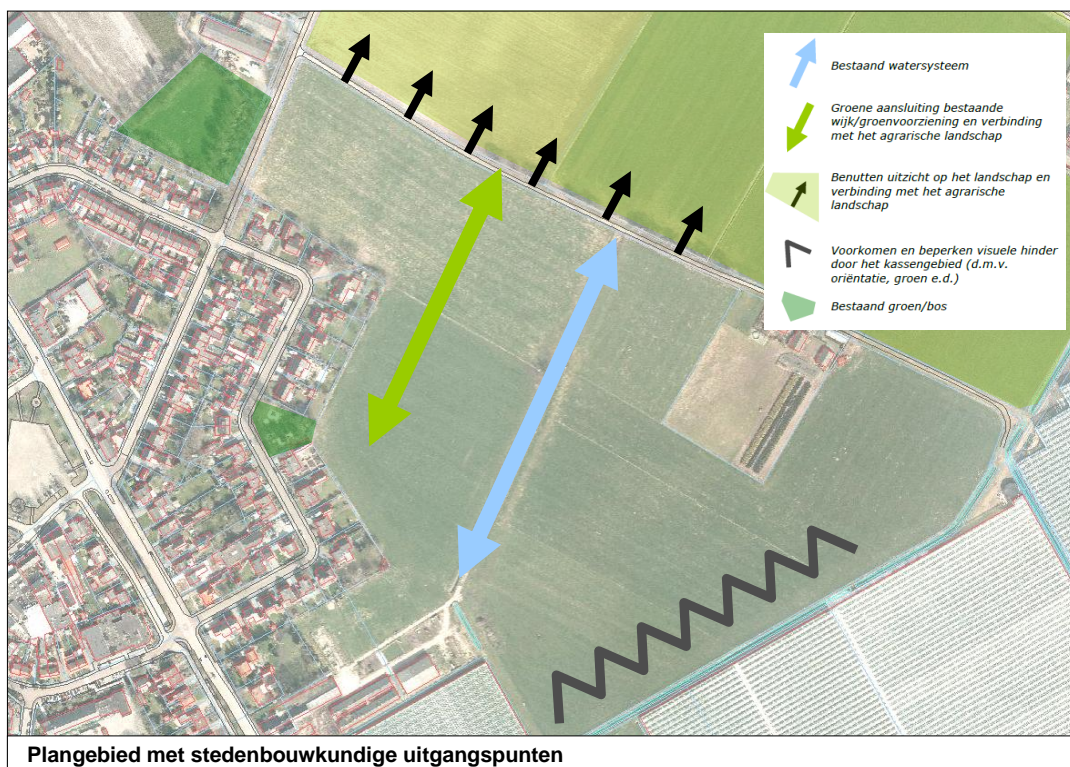 Bestaand watersysteem
Groene aansluiting bestaande
wijk/groenvoorziening en verbinding
met het agrarische landschap
Benutten uitzicht op het landschap en
verbinding met het agrarische
landschap
Voorkomen en beperken visuele hinder
door het kassengebied (d.m.v.
oriëntatie, groen e.d.)
Bestaand groen/bos
Plangebied met stedenbouwkundige uitgangspunten